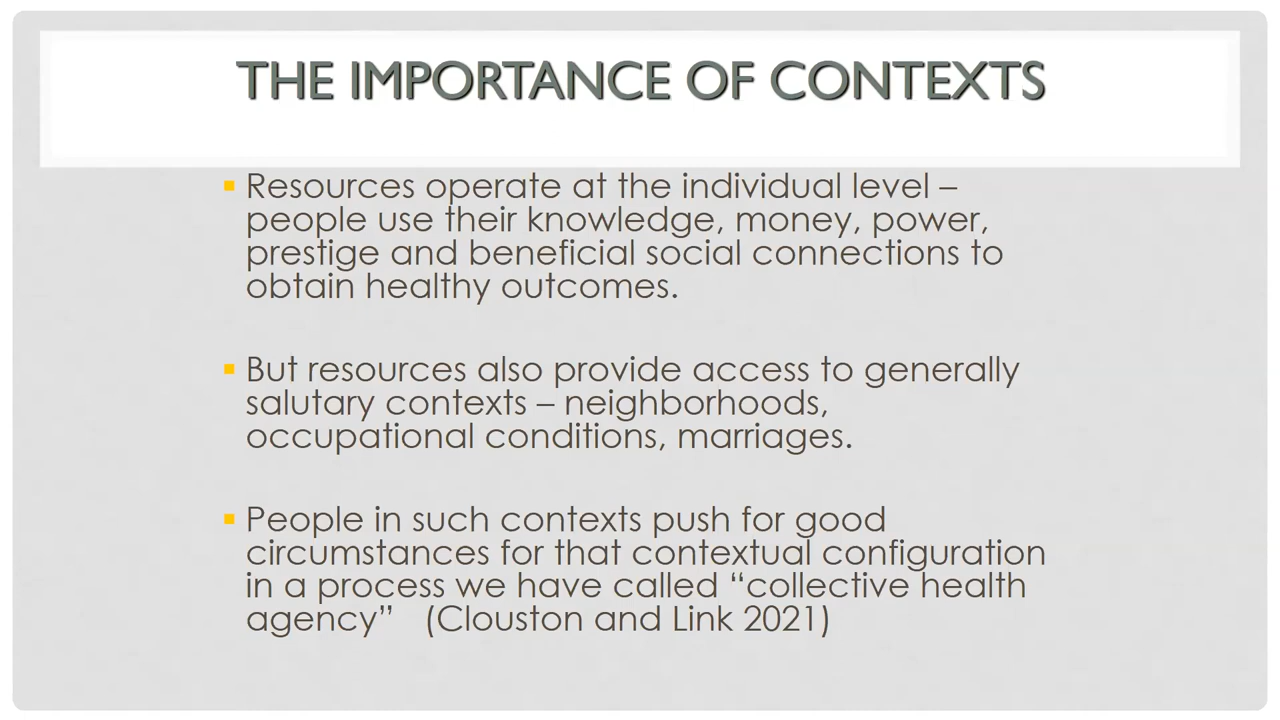 THE IMPORTANCE OF CONTEXTS
Resources operate at the individual level –
people use their knowledge, money, power,
prestige and beneficial social connections to
obtain healthy outcomes.
But resources also provide access to generally
salutary contexts – neighborhoods,
occupational conditions, marriages.
People in such contexts push for good
circumstances for that contextual configuration
in a process we have called “collective health
agency” (Clouston and Link 2021)